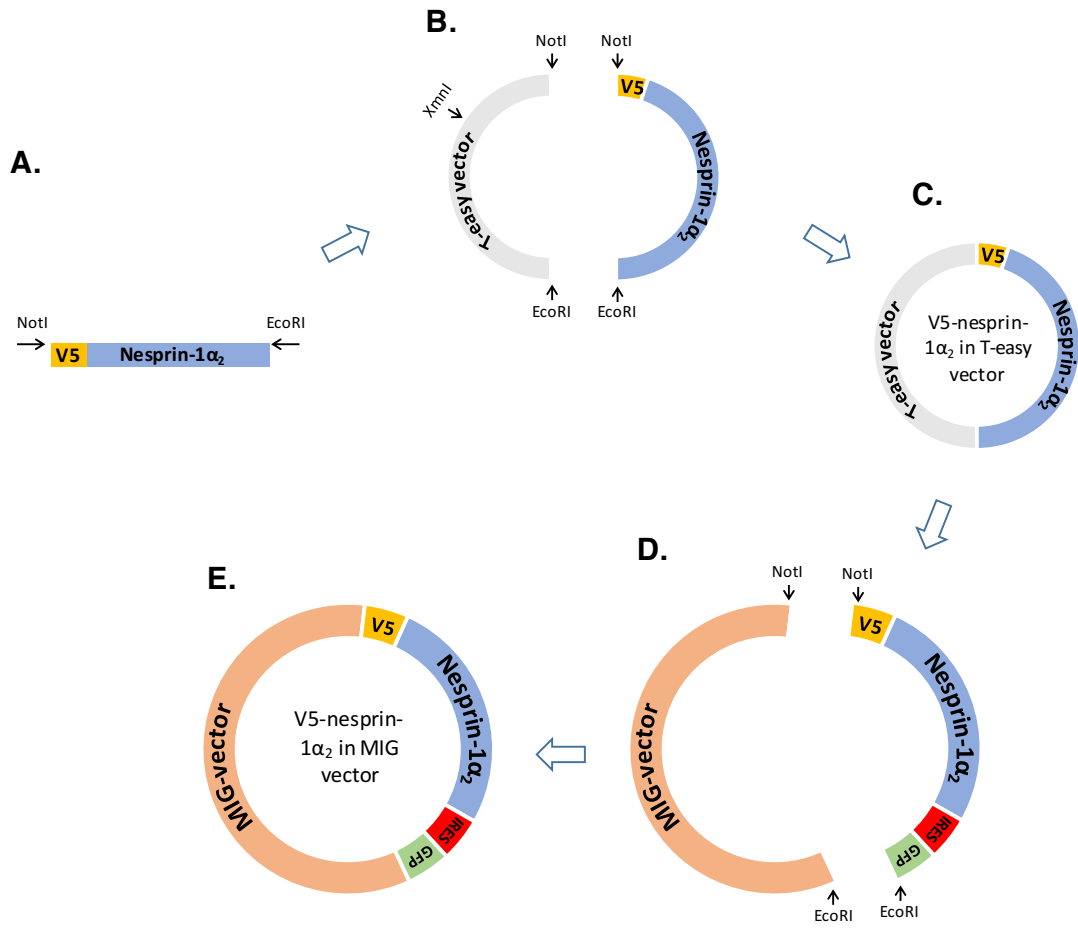 A.
NotI
EcoRI
V5
Nesprin-1α₂
B.
NotI
NotI
XmnI
T-easy vector
V5
Nesprin-1α₂
EcoRI
EcoRI
C.
V5
Nesprin-1α₂
T-easy vector
V5-nesprin-
1α₂ in T-easy
vector
D.
NotI
NotI
V5
Nesprin-1α₂
IRES
GFP
MIG-vector
EcoRI
EcoRI
E.
V5
Nesprin-1α₂
IRES
GFP
MIG-vector
V5-nesprin-
1α₂ in MIG
vector